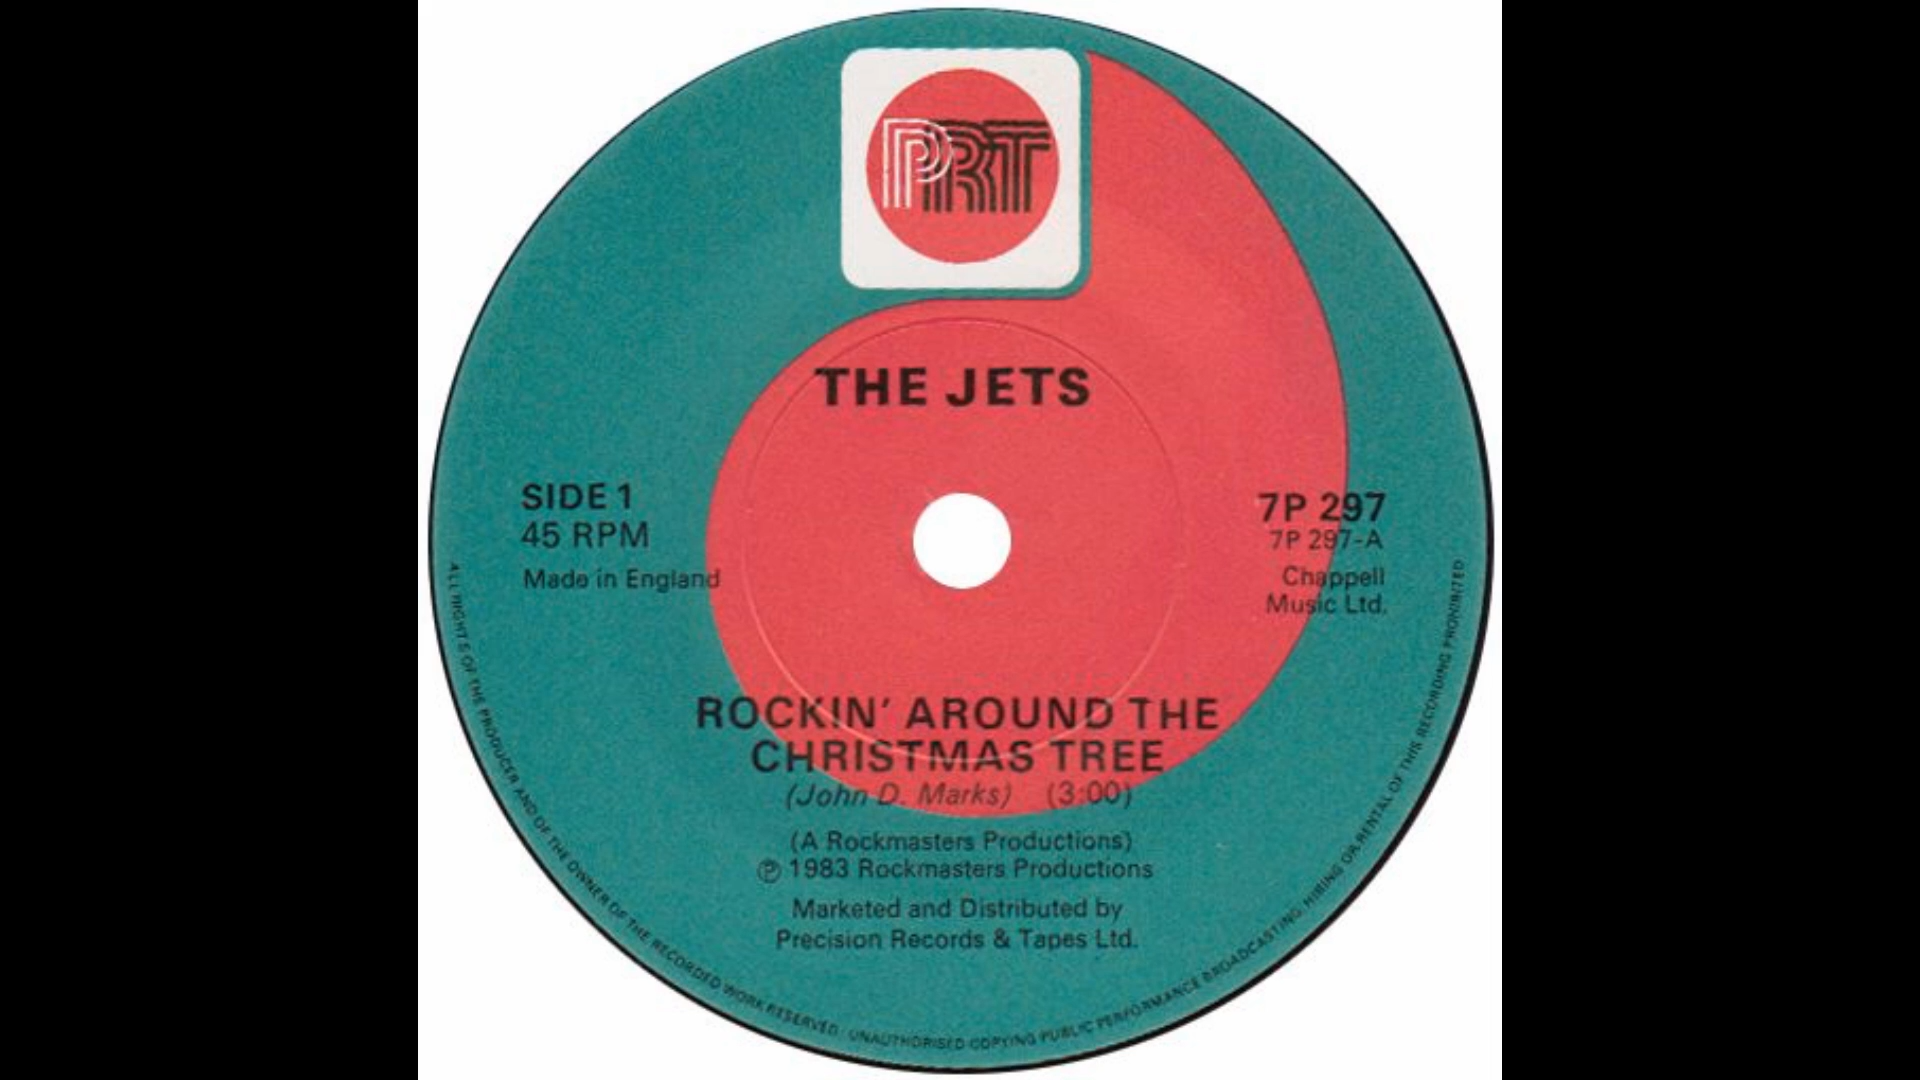 PRT
THE JETS
SIDE 1
45 RPM
Made in England
7P 297
7P 297-A
Chappell
Music Ltd.
ROCKIN' AROUND THE
CHRISTMAS TREE
(John D. Marks) (3:00)
(A Rockmasters Productions)
℗ 1983 Rockmasters Productions
Marketed and Distributed by
Precision Records & Tapes Ltd.
ALL RIGHTS OF THE PRODUCER AND OF THE OWNER OF THE RECORDED WORK RESERVED · UNAUTHORISED COPYING PUBLIC PERFORMANCE BROADCASTING, HIRING OR RENTAL OF THIS RECORDING PROHIBITED